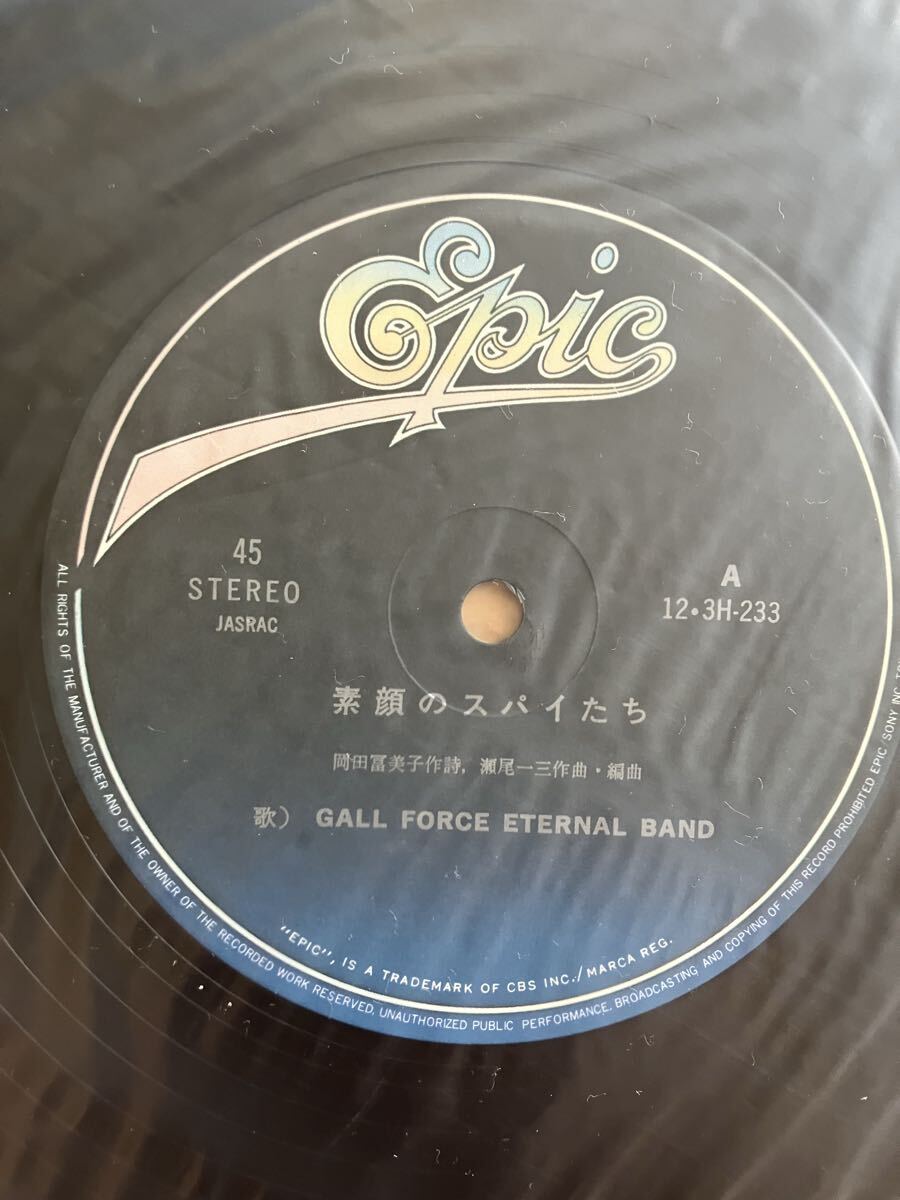 Epic
45
STEREO
JASRAC
A
12・3H-233
素顔のスパイたち
岡田冨美子作詩, 瀬尾一三作曲・編曲
歌） GALL FORCE ETERNAL BAND
"EPIC", IS A TRADEMARK OF CBS INC./MARCA REG.
ALL RIGHTS OF THE MANUFACTURER AND OF THE OWNER OF THE RECORDED WORK RESERVED, UNAUTHORIZED PUBLIC PERFORMANCE, BROADCASTING AND COPYING OF THIS RECORD PROHIBITED EPIC/SONY INC.